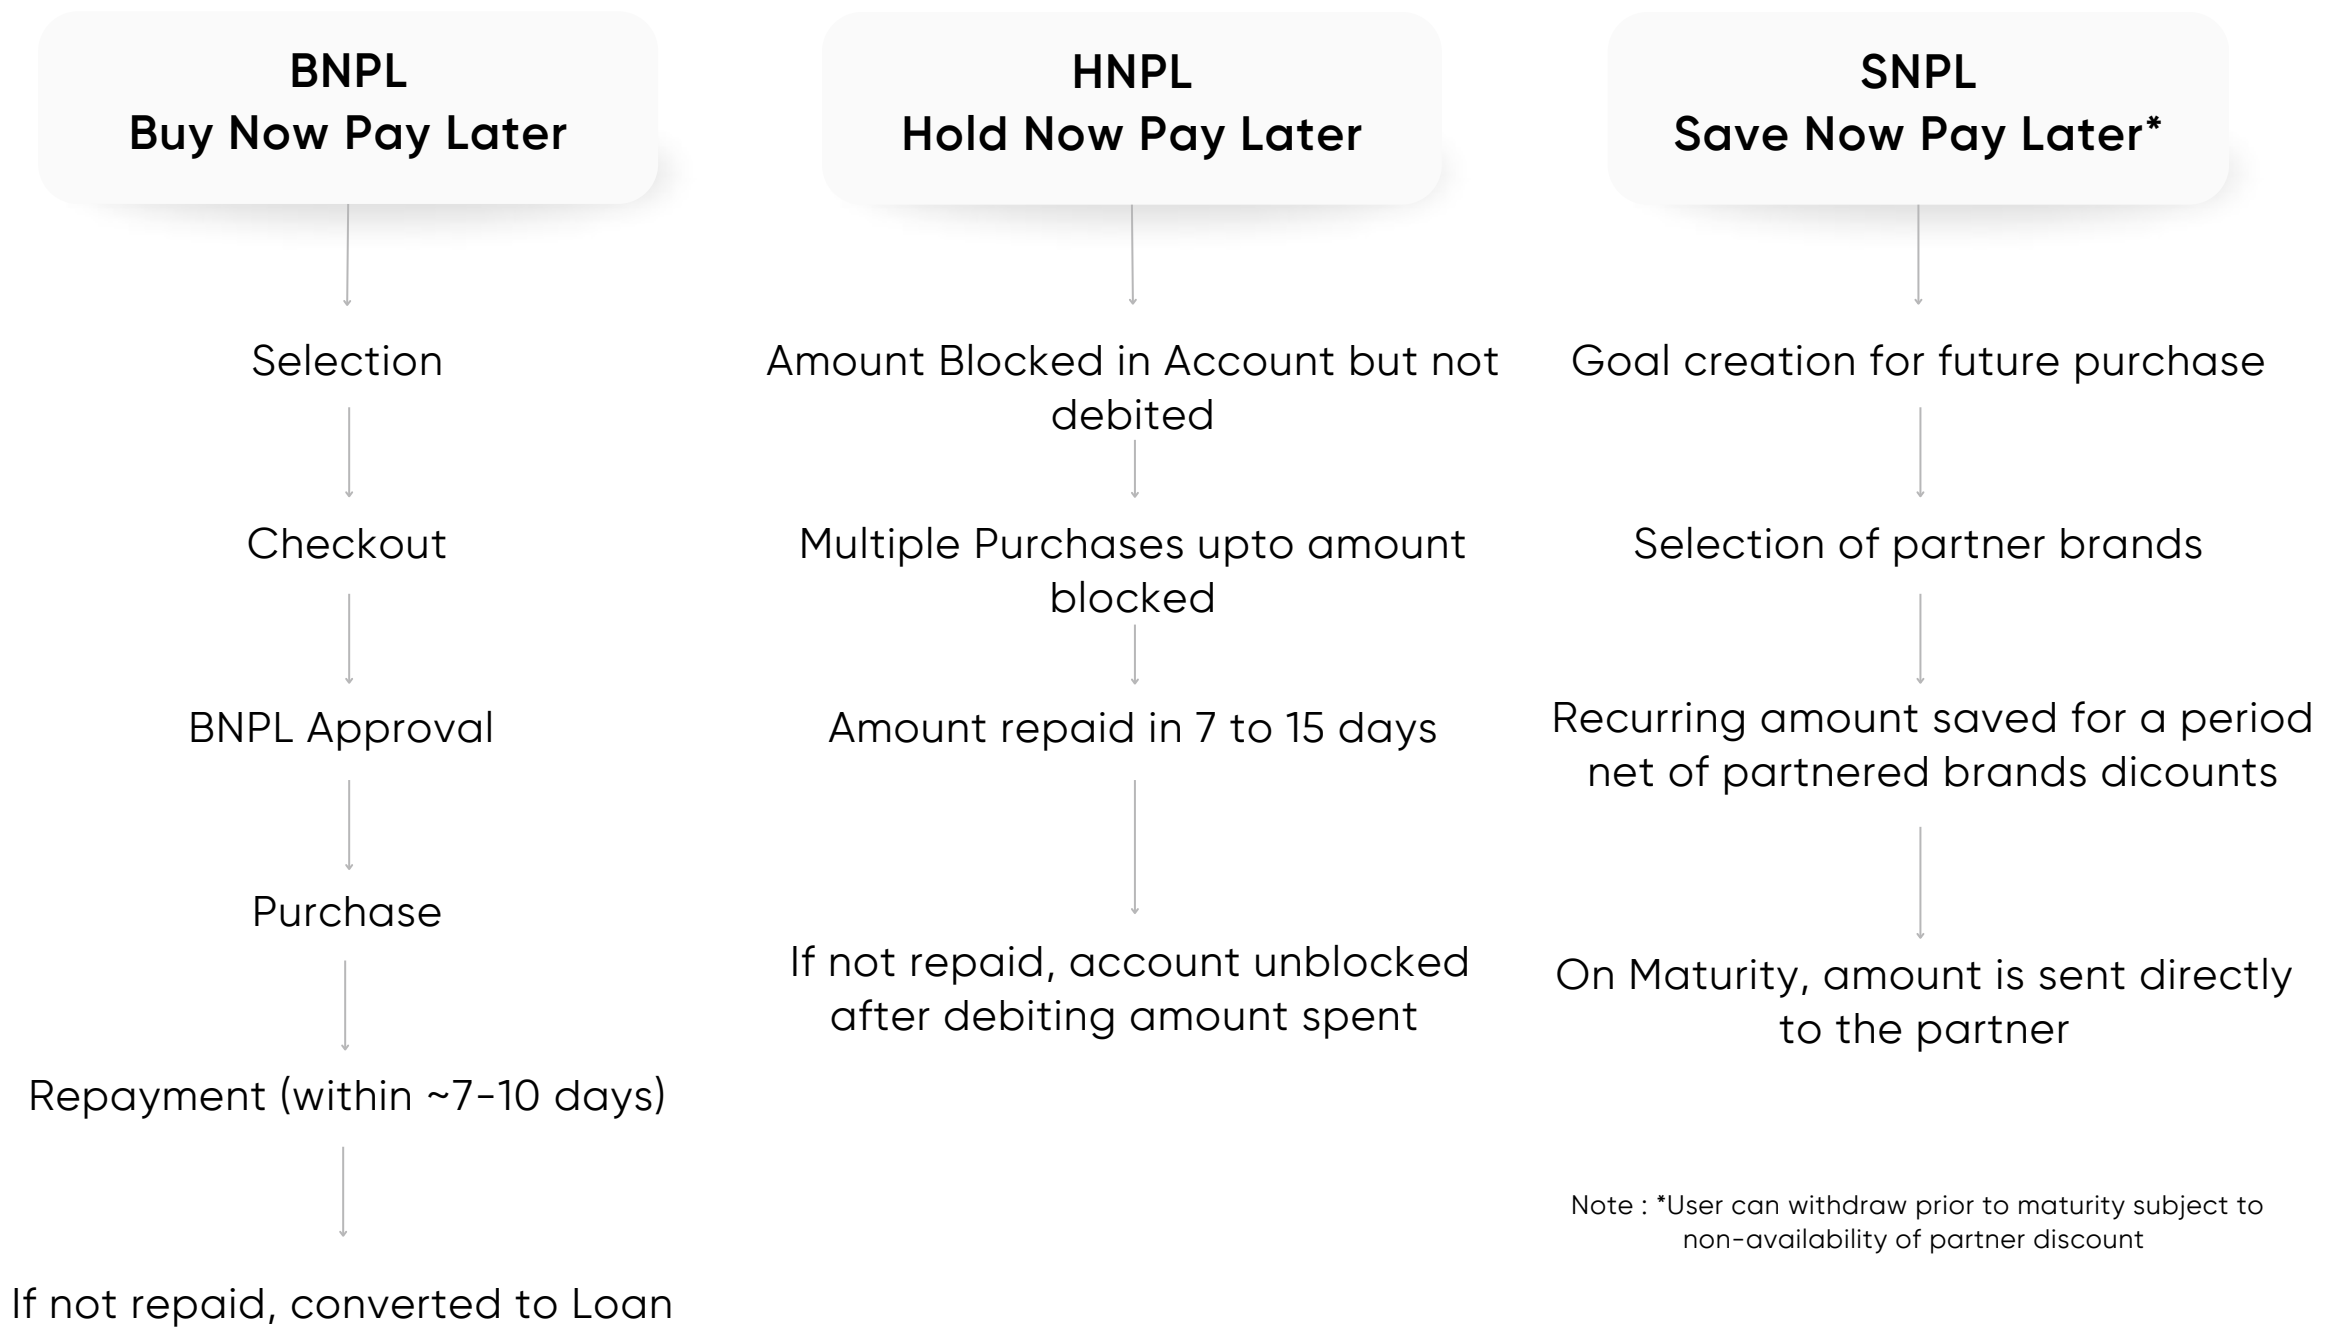 BNPL
Buy Now Pay Later
Selection
Checkout
BNPL Approval
Purchase
Repayment (within ~7-10 days)
If not repaid, converted to Loan
HNPL
Hold Now Pay Later
Amount Blocked in Account but not
debited
Multiple Purchases upto amount
blocked
Amount repaid in 7 to 15 days
If not repaid, account unblocked
after debiting amount spent
SNPL
Save Now Pay Later*
Goal creation for future purchase
Selection of partner brands
Recurring amount saved for a period
net of partnered brands dicounts
On Maturity, amount is sent directly
to the partner
Note : *User can withdraw prior to maturity subject to
non-availability of partner discount